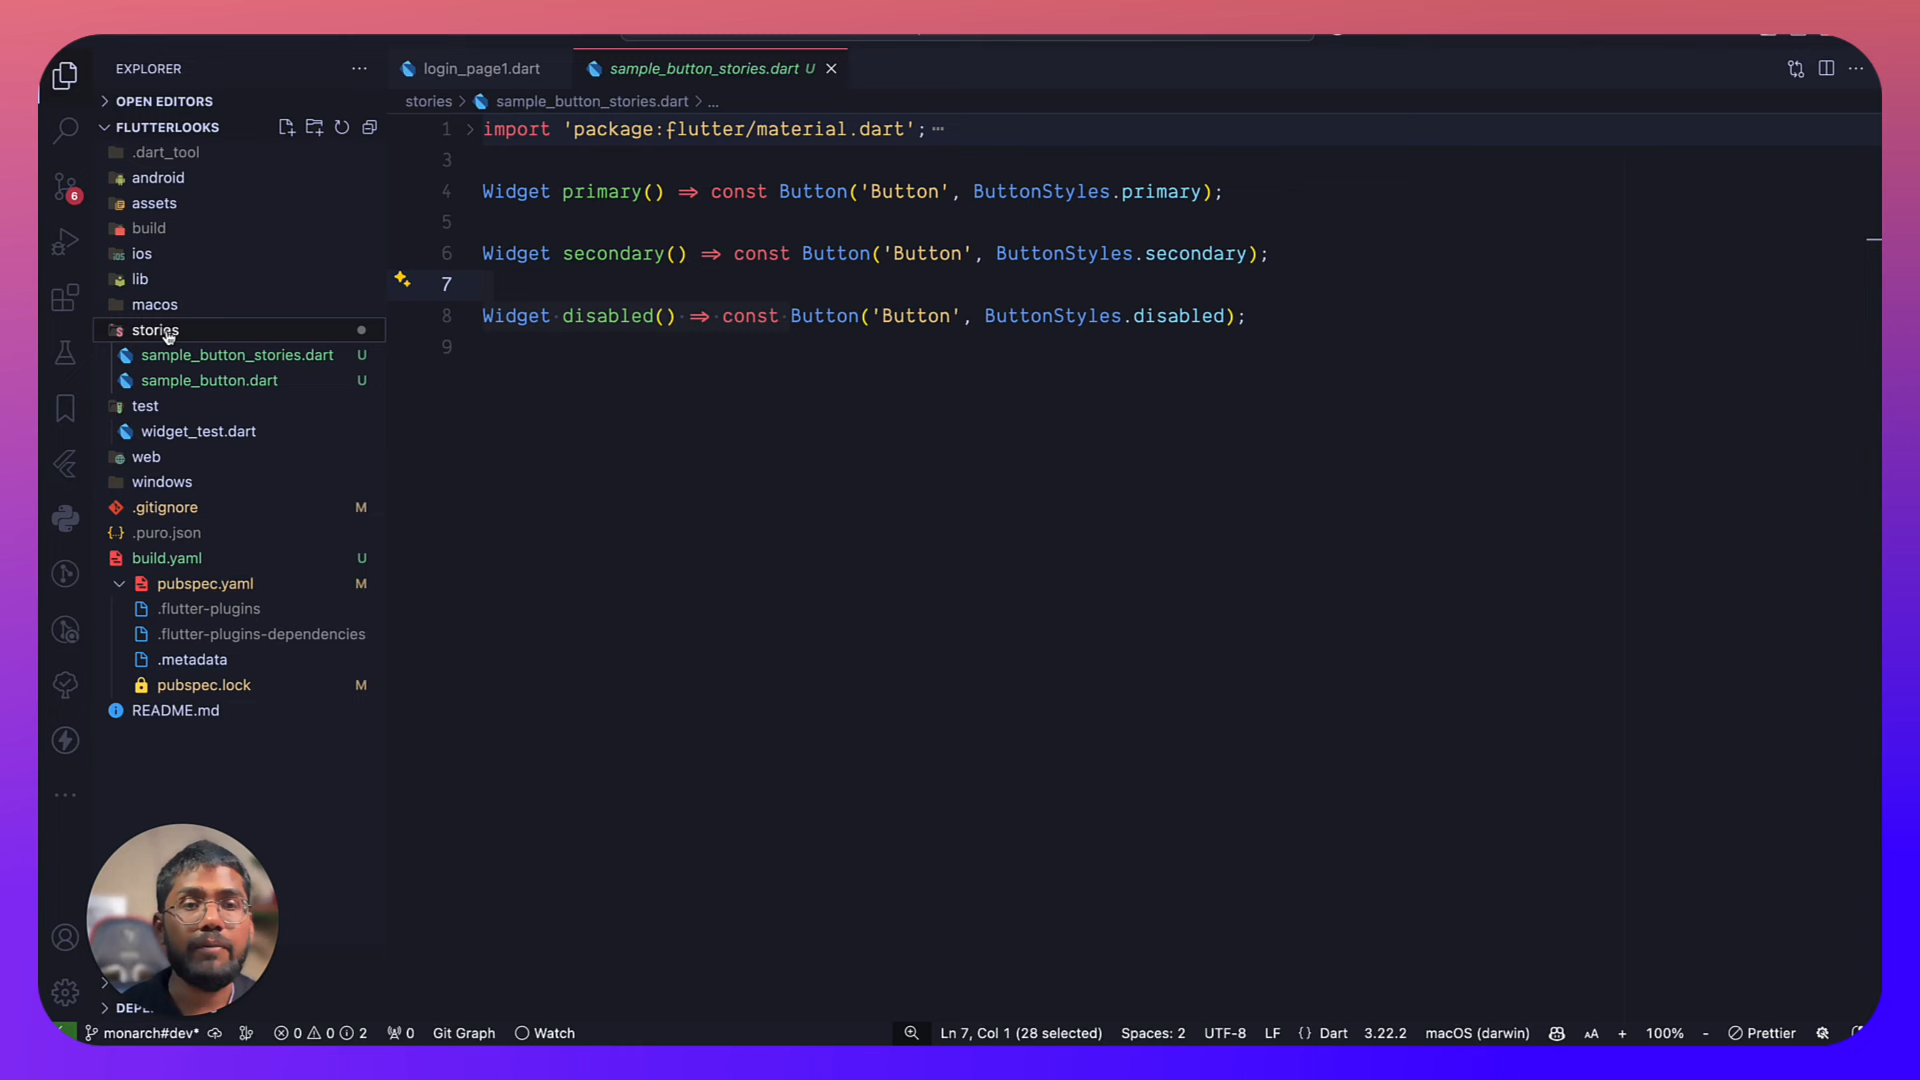 EXPLORER
OPEN EDITORS
FLUTTERLOOKS
.dart_tool
android
assets
build
ios
lib
macos
stories
sample_button_stories.dart U
sample_button.dart U
test
widget_test.dart
web
windows
.gitignore M
.puro.json
build.yaml U
pubspec.yaml M
.flutter-plugins
.flutter-plugins-dependencies
.metadata
pubspec.lock M
README.md
6
login_page1.dart
sample_button_stories.dart U
stories > sample_button_stories.dart > ...
1 import 'package:flutter/material.dart';
3
4 Widget primary() => const Button('Button', ButtonStyles.primary);
5
6 Widget secondary() => const Button('Button', ButtonStyles.secondary);
7
8 Widget disabled() => const Button('Button', ButtonStyles.disabled);
9
monarch#dev* 0 0 2 0 Git Graph Watch
Ln 7, Col 1 (28 selected) Spaces: 2 UTF-8 LF {} Dart 3.22.2 macOS (darwin) AA + 100% - Prettier